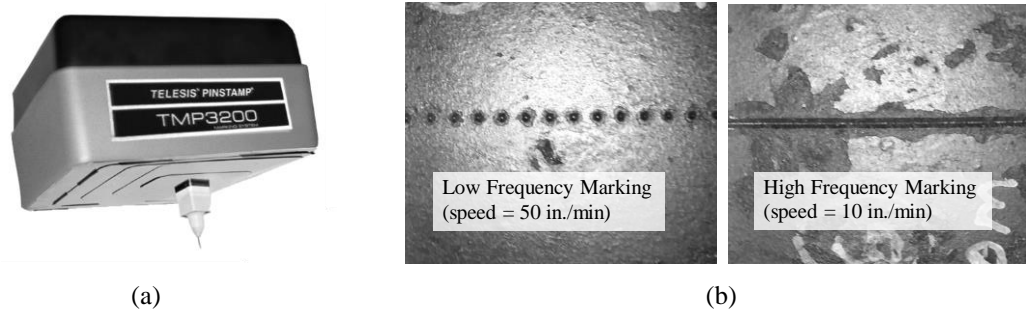 TELESIS® PINSTAMP®
TMP3200
MARKING SYSTEM
Low Frequency Marking
(speed = 50 in./min)
High Frequency Marking
(speed = 10 in./min)
(a)
(b)